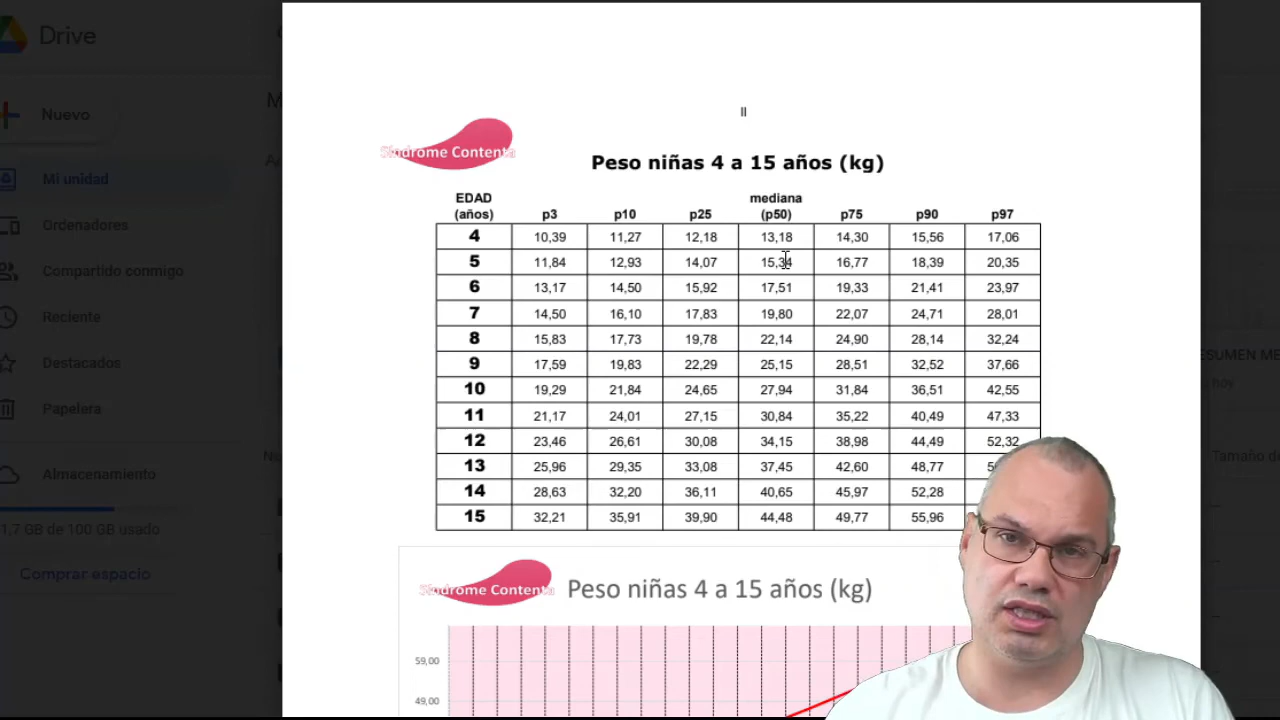 Drive
Nuevo
Mi unidad
Ordenadores
Compartido conmigo
Reciente
Destacados
Papelera
Almacenamiento
1,7 GB de 100 GB usado
Comprar espacio
II
Síndrome Contenta
Peso niñas 4 a 15 años (kg)
EDAD mediana
(años) p3 p10 p25 (p50) p75 p90 p97
4 10,39 11,27 12,18 13,18 14,30 15,56 17,06
5 11,84 12,93 14,07 15,34 16,77 18,39 20,35
6 13,17 14,50 15,92 17,51 19,33 21,41 23,97
7 14,50 16,10 17,83 19,80 22,07 24,71 28,01
8 15,83 17,73 19,78 22,14 24,90 28,14 32,24
9 17,59 19,83 22,29 25,15 28,51 32,52 37,66
10 19,29 21,84 24,65 27,94 31,84 36,51 42,55
11 21,17 24,01 27,15 30,84 35,22 40,49 47,33
12 23,46 26,61 30,08 34,15 38,98 44,49 52,32
13 25,96 29,35 33,08 37,45 42,60 48,77
14 28,63 32,20 36,11 40,65 45,97 52,28
15 32,21 35,91 39,90 44,48 49,77 55,96
Síndrome Contenta
Peso niñas 4 a 15 años (kg)
59,00
49,00
hoy
Tamaño d